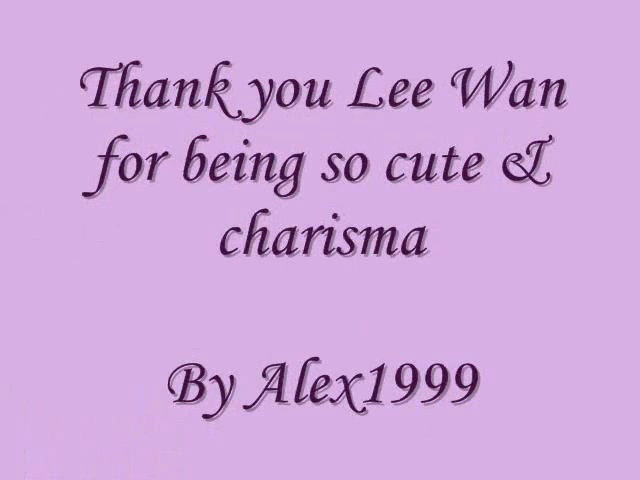 Thank you Lee Wan
for being so cute &
charisma
By Alex1999